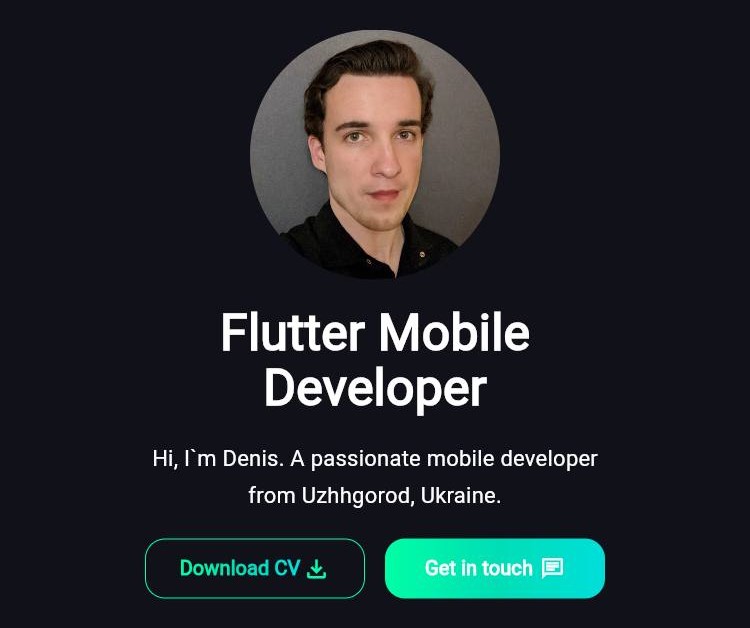 Flutter Mobile
Developer
Hi, I`m Denis. A passionate mobile developer
from Uzhhgorod, Ukraine.
Download CV
Get in touch